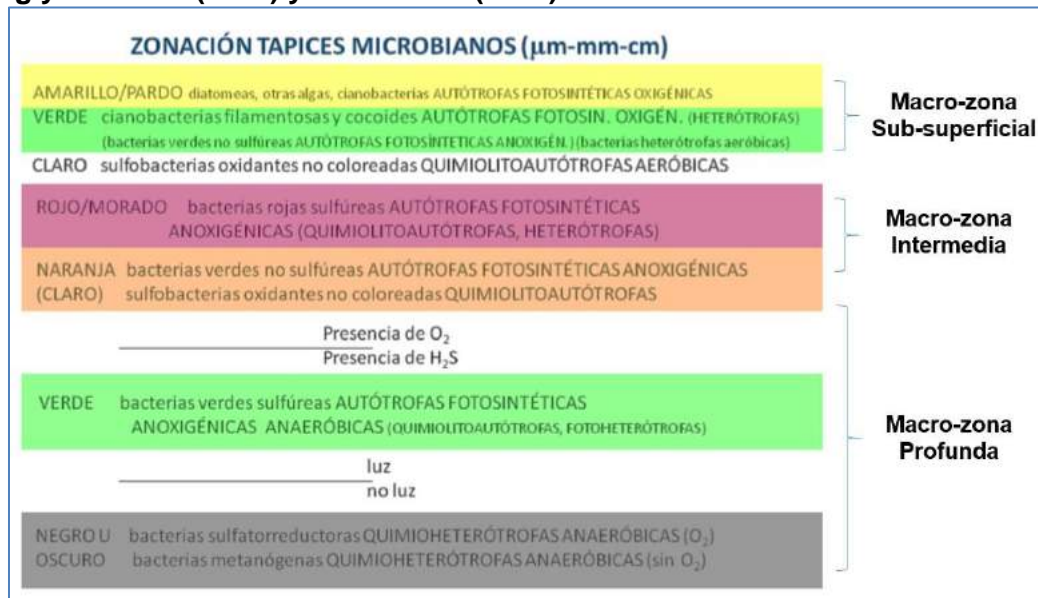 ZONACIÓN TAPICES MICROBIANOS (μm-mm-cm)
AMARILLO/PARDO diatomeas, otras algas, cianobacterias AUTÓTROFAS FOTOSINTÉTICAS OXIGÉNICAS
VERDE cianobacterias filamentosas y cocoides AUTÓTROFAS FOTOSIN. OXIGÉN. (HETERÓTROFAS)
(bacterias verdes no sulfúreas AUTÓTROFAS FOTOSÍNTETICAS ANOXIGÉN.) (bacterias heterótrofas aeróbicas)
CLARO sulfobacterias oxidantes no coloreadas QUIMIOLITOAUTÓTROFAS AERÓBICAS
Macro-zona
Sub-superficial
ROJO/MORADO bacterias rojas sulfúreas AUTÓTROFAS FOTOSINTÉTICAS
ANOXIGÉNICAS (QUIMIOLITOAUTÓTROFAS, HETERÓTROFAS)
NARANJA bacterias verdes no sulfúreas AUTÓTROFAS FOTOSINTÉTICAS ANOXIGÉNICAS
(CLARO) sulfobacterias oxidantes no coloreadas QUIMIOLITOAUTÓTROFAS
Macro-zona
Intermedia
Presencia de O₂
Presencia de H₂S
VERDE bacterias verdes sulfúreas AUTÓTROFAS FOTOSINTÉTICAS
ANOXIGÉNICAS ANAERÓBICAS (QUIMIOLITOAUTÓTROFAS, FOTOHETERÓTROFAS)
luz
no luz
NEGRO U bacterias sulfatorreductoras QUIMIOHETERÓTROFAS ANAERÓBICAS (O₂)
OSCURO bacterias metanógenas QUIMIOHETERÓTROFAS ANAERÓBICAS (sin O₂)
Macro-zona
Profunda